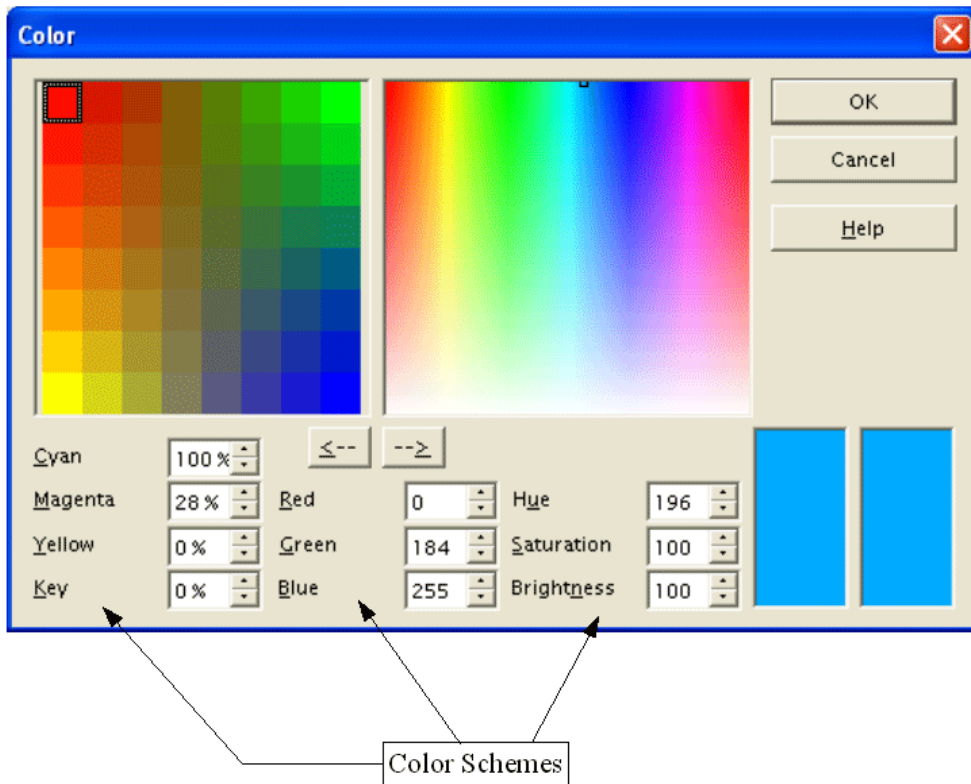 Color
OK
Cancel
Help
<-- -->
Cyan 100 %
Magenta 28 % Red 0 Hue 196
Yellow 0 % Green 184 Saturation 100
Key 0 % Blue 255 Brightness 100
Color Schemes